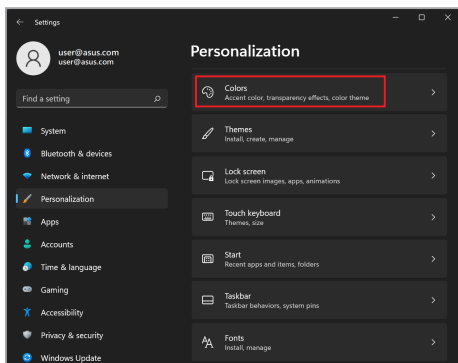 Settings
user@asus.com
user@asus.com
Find a setting
System
Bluetooth & devices
Network & internet
Personalization
Apps
Accounts
Time & language
Gaming
Accessibility
Privacy & security
Windows Update
Personalization
Colors
Accent color, transparency effects, color theme
Themes
Install, create, manage
Lock screen
Lock screen images, apps, animations
Touch keyboard
Themes, size
Start
Recent apps and items, folders
Taskbar
Taskbar behaviors, system pins
Fonts
Install, manage